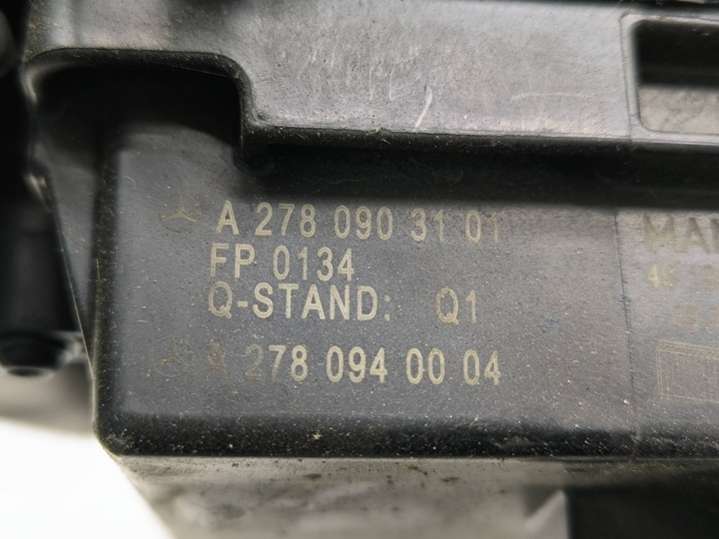 A 278 090 31 01
FP 0134
Q-STAND: Q1
A 278 094 00 04